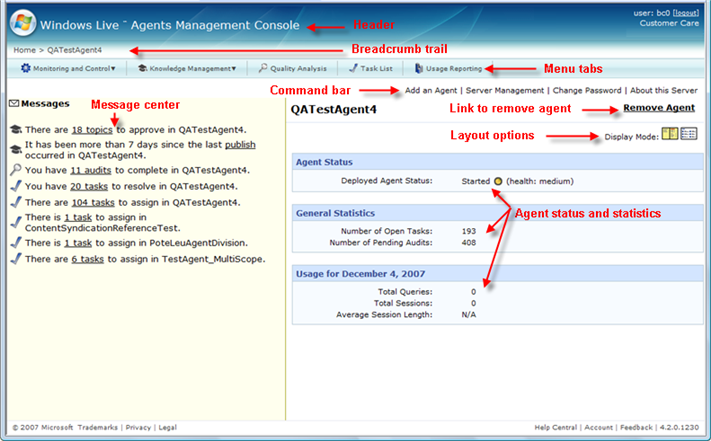 Windows Live ™ Agents Management Console
Header
user: bc0 [logout]
Customer Care
Home > QATestAgent4
Breadcrumb trail
Monitoring and Control▾ Knowledge Management▾ Quality Analysis Task List Usage Reporting
Menu tabs
Command bar
Add an Agent | Server Management | Change Password | About this Server
Messages
Message center
QATestAgent4
Link to remove agent
Remove Agent
Layout options
Display Mode:
There are 18 topics to approve in QATestAgent4.
It has been more than 7 days since the last publish
occurred in QATestAgent4.
You have 11 audits to complete in QATestAgent4.
You have 20 tasks to resolve in QATestAgent4.
There are 104 tasks to assign in QATestAgent4.
There is 1 task to assign in
ContentSyndicationReferenceTest.
There is 1 task to assign in PoteLeuAgentDivision.
There are 6 tasks to assign in TestAgent_MultiScope.
Agent Status
Deployed Agent Status: Started (health: medium)
General Statistics
Agent status and statistics
Number of Open Tasks: 193
Number of Pending Audits: 408
Usage for December 4, 2007
Total Queries: 0
Total Sessions: 0
Average Session Length: N/A
© 2007 Microsoft Trademarks | Privacy | Legal
Help Central | Account | Feedback | 4.2.0.1230